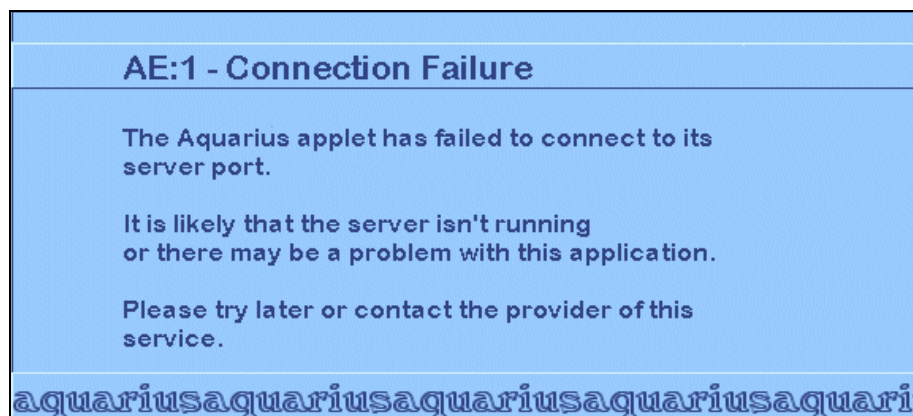 AE:1 - Connection Failure
The Aquarius applet has failed to connect to its
server port.
It is likely that the server isn't running
or there may be a problem with this application.
Please try later or contact the provider of this
service.
aquariusaquariusaquariusaquariusaquari